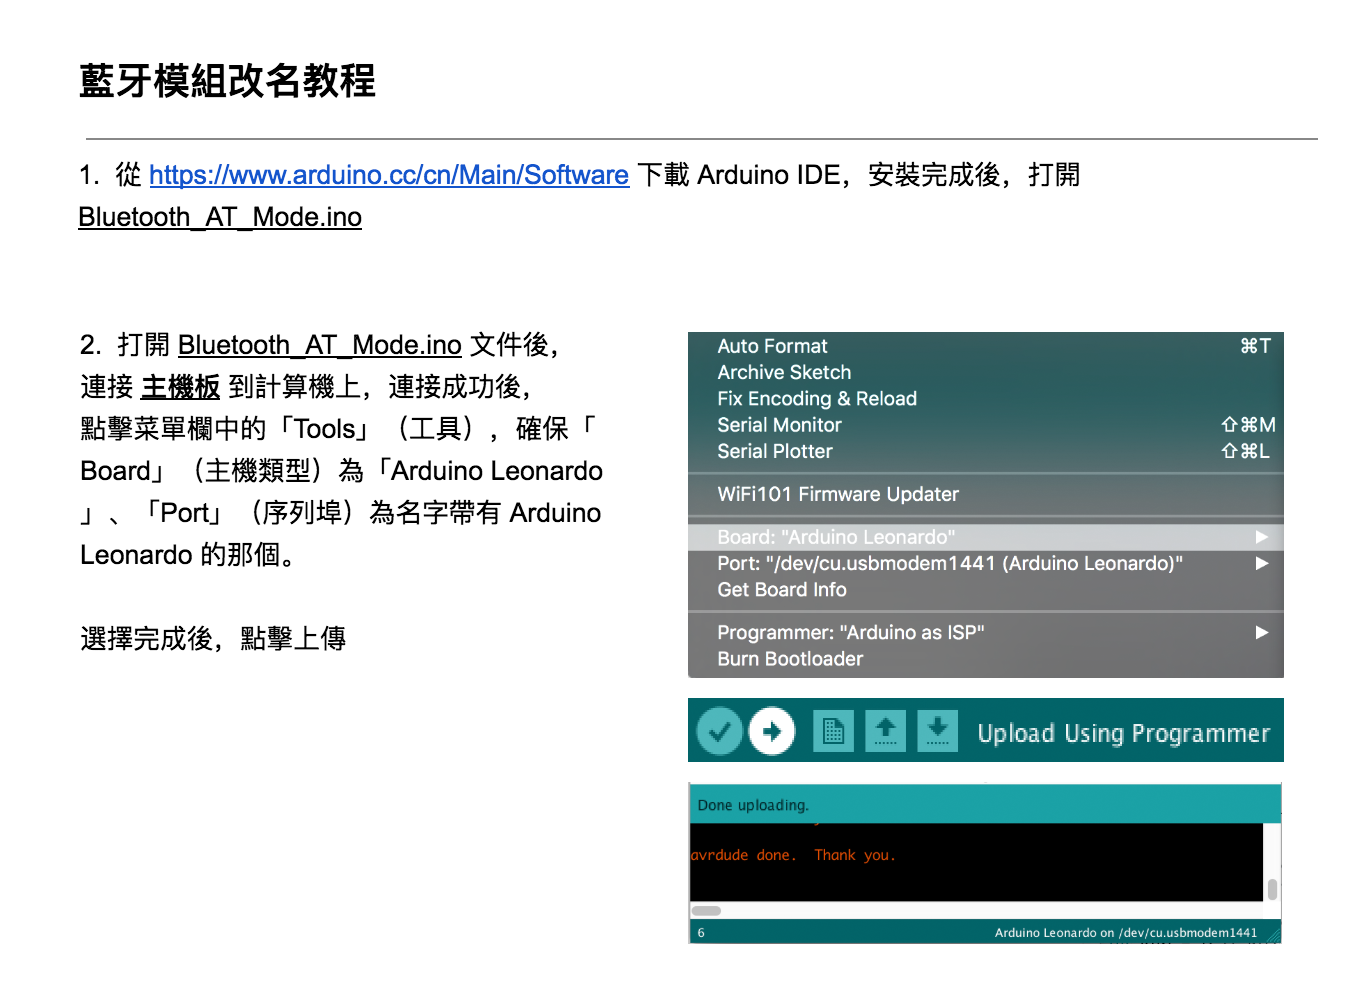 藍牙模組改名教程
1. 從 https://www.arduino.cc/cn/Main/Software 下載 Arduino IDE，安裝完成後，打開
Bluetooth_AT_Mode.ino
2. 打開 Bluetooth_AT_Mode.ino 文件後，
連接 主機板 到計算機上，連接成功後，
點擊菜單欄中的「Tools」（工具），確保「
Board」（主機類型）為「Arduino Leonardo
」、「Port」（序列埠）為名字帶有 Arduino
Leonardo 的那個。
選擇完成後，點擊上傳
Auto Format ⌘T
Archive Sketch
Fix Encoding & Reload
Serial Monitor ⇧⌘M
Serial Plotter ⇧⌘L
WiFi101 Firmware Updater
Board: "Arduino Leonardo" ▶
Port: "/dev/cu.usbmodem1441 (Arduino Leonardo)" ▶
Get Board Info
Programmer: "Arduino as ISP" ▶
Burn Bootloader
Upload Using Programmer
Done uploading.
avrdude done.  Thank you.
6 Arduino Leonardo on /dev/cu.usbmodem1441